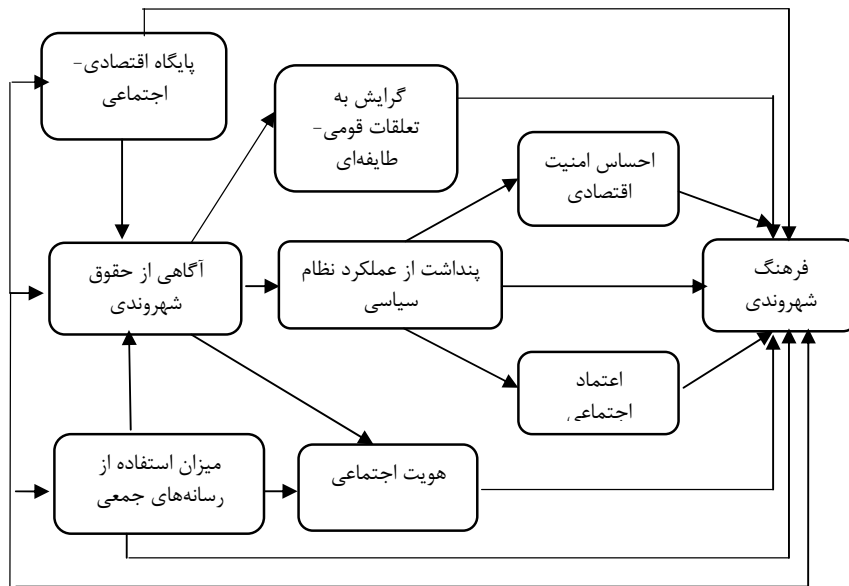 پایگاه اقتصادی-
اجتماعی
گرایش به
تعلقات قومی-
طایفه‌ای
احساس امنیت
اقتصادی
آگاهی از حقوق
شهروندی
پنداشت از عملکرد نظام
سیاسی
فرهنگ
شهروندی
اعتماد
اجتماعی
میزان استفاده از
رسانه‌های جمعی
هویت اجتماعی